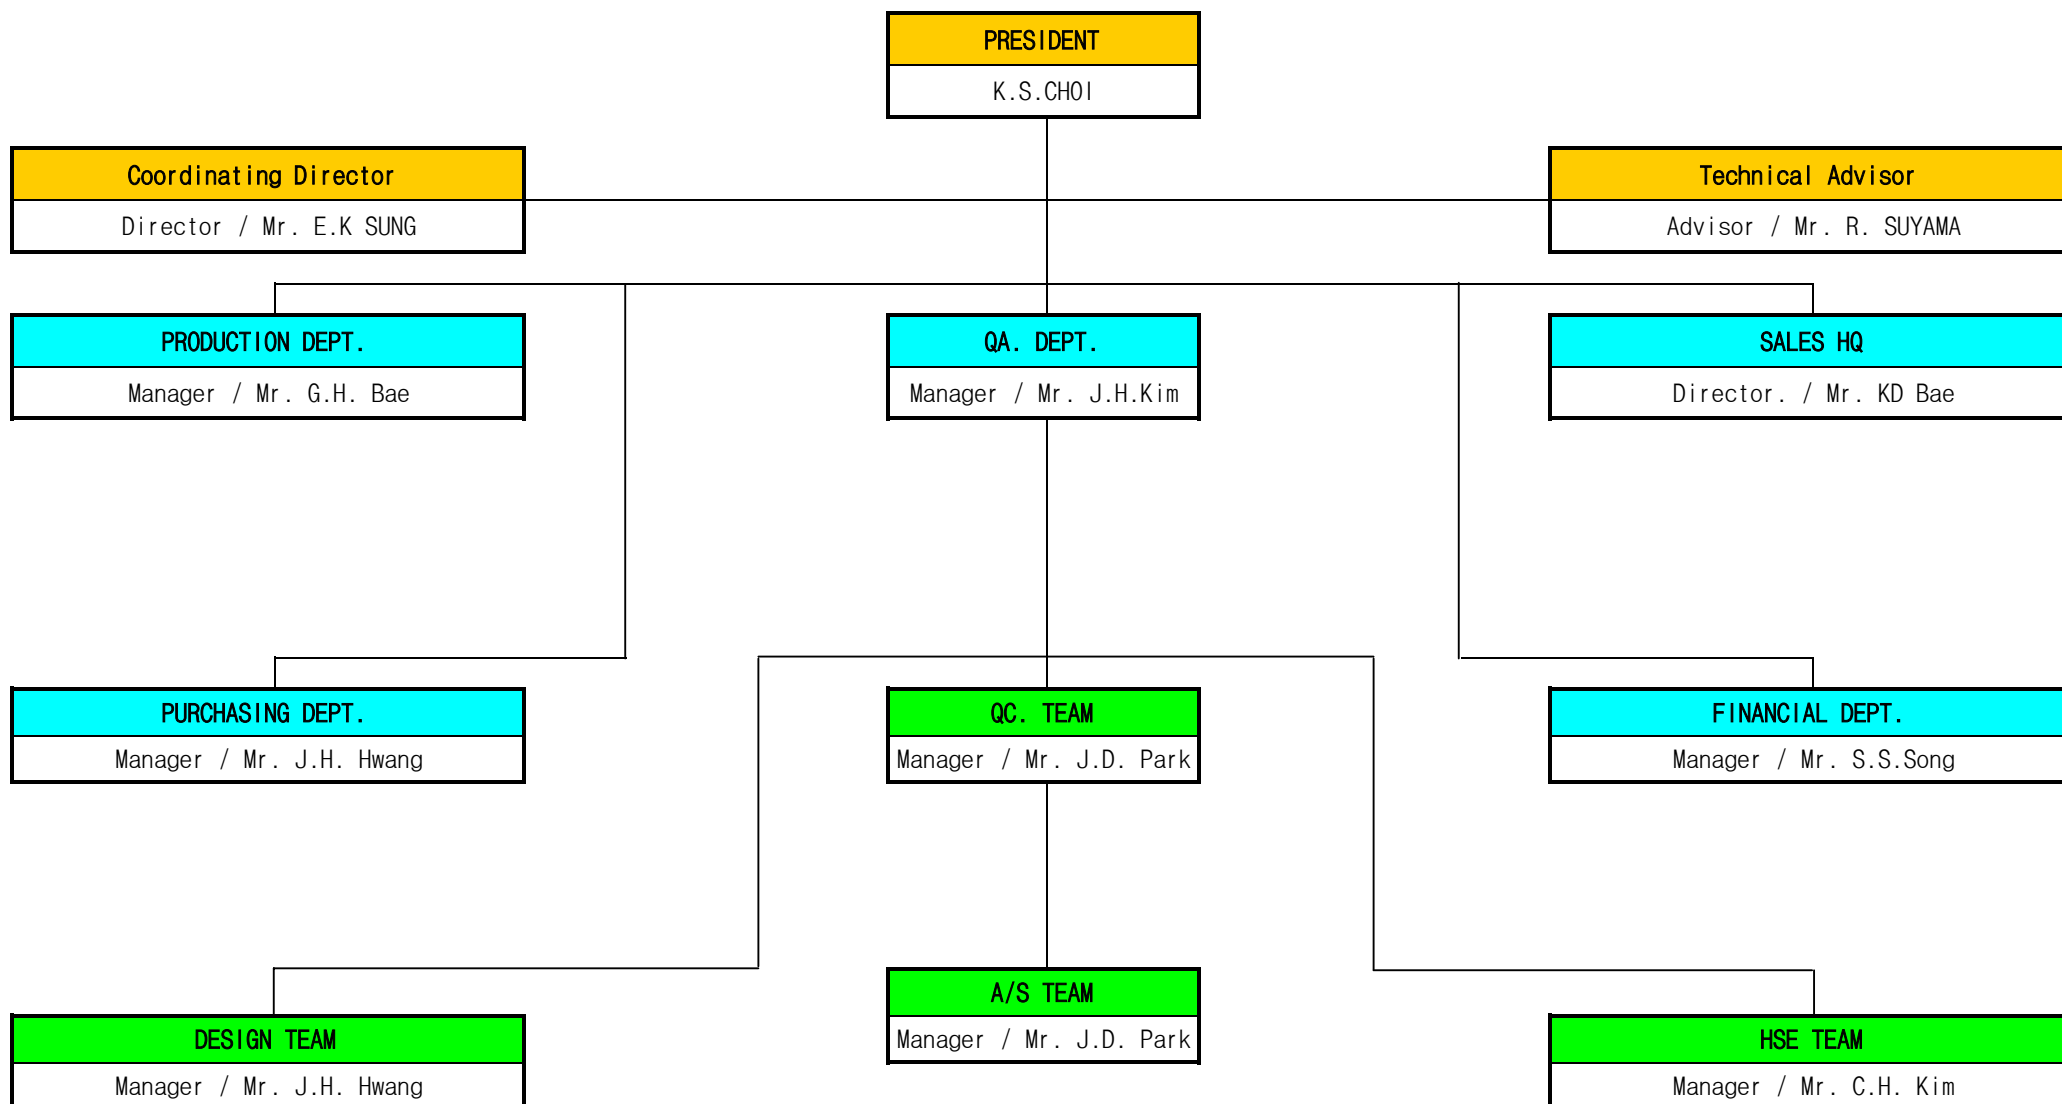 PRESIDENT
K.S.CHOI
Coordinating Director
Director / Mr. E.K SUNG
Technical Advisor
Advisor / Mr. R. SUYAMA
PRODUCTION DEPT.
Manager / Mr. G.H. Bae
QA. DEPT.
Manager / Mr. J.H.Kim
SALES HQ
Director. / Mr. KD Bae
PURCHASING DEPT.
Manager / Mr. J.H. Hwang
QC. TEAM
Manager / Mr. J.D. Park
FINANCIAL DEPT.
Manager / Mr. S.S.Song
A/S TEAM
Manager / Mr. J.D. Park
DESIGN TEAM
Manager / Mr. J.H. Hwang
HSE TEAM
Manager / Mr. C.H. Kim